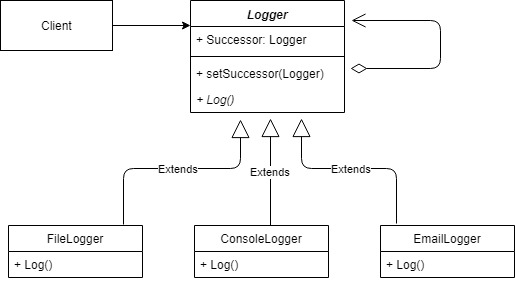 Client
Logger
+ Successor: Logger
+ setSuccessor(Logger)
+ Log()
Extends
Extends
Extends
FileLogger
+ Log()
ConsoleLogger
+ Log()
EmailLogger
+ Log()